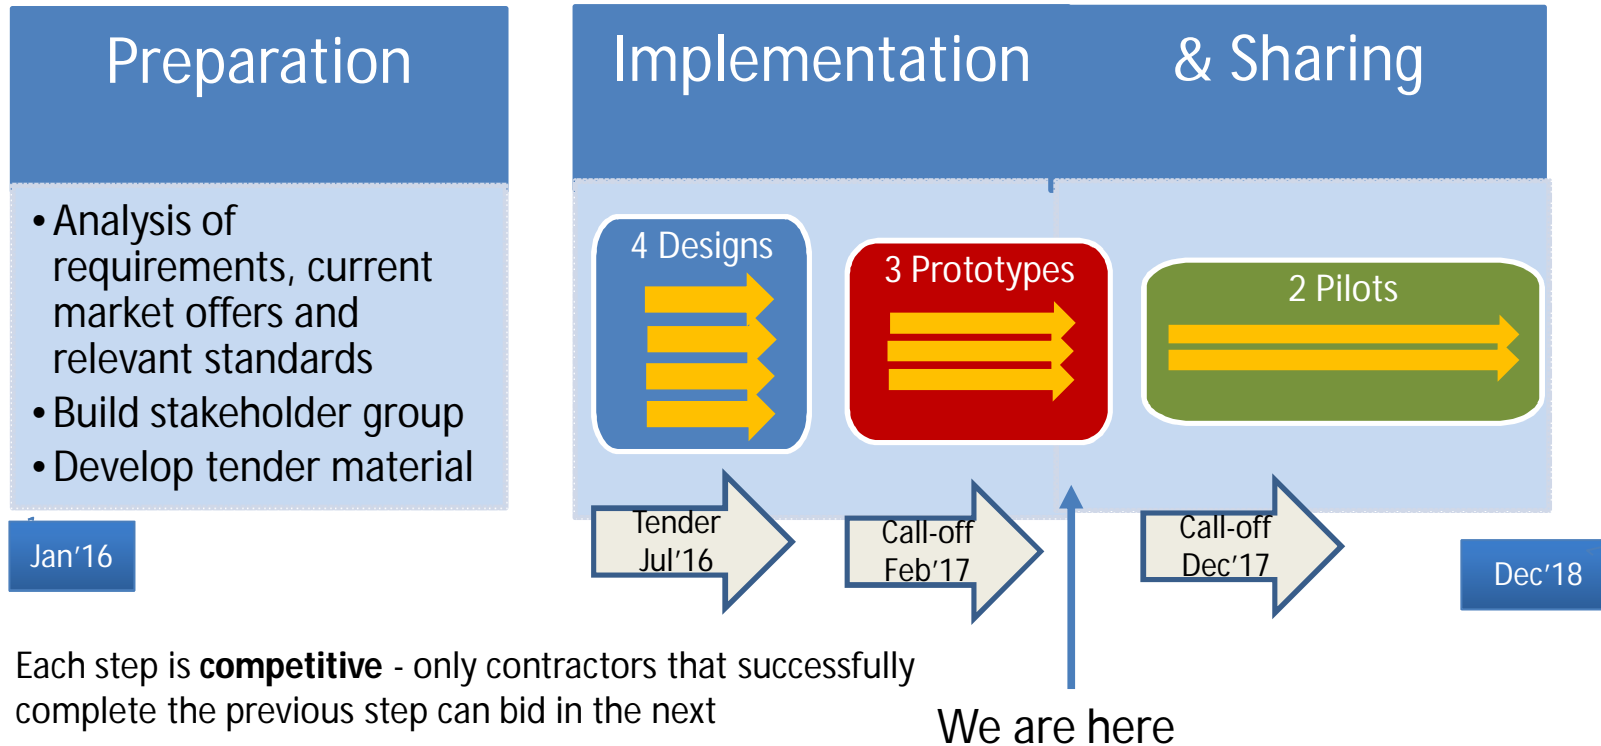 Preparation
Implementation & Sharing
• Analysis of
requirements, current
market offers and
relevant standards
• Build stakeholder group
• Develop tender material
4 Designs
3 Prototypes
2 Pilots
Jan’16
Tender
Jul’16
Call-off
Feb’17
Call-off
Dec’17
Dec’18
Each step is competitive - only contractors that successfully
complete the previous step can bid in the next
We are here